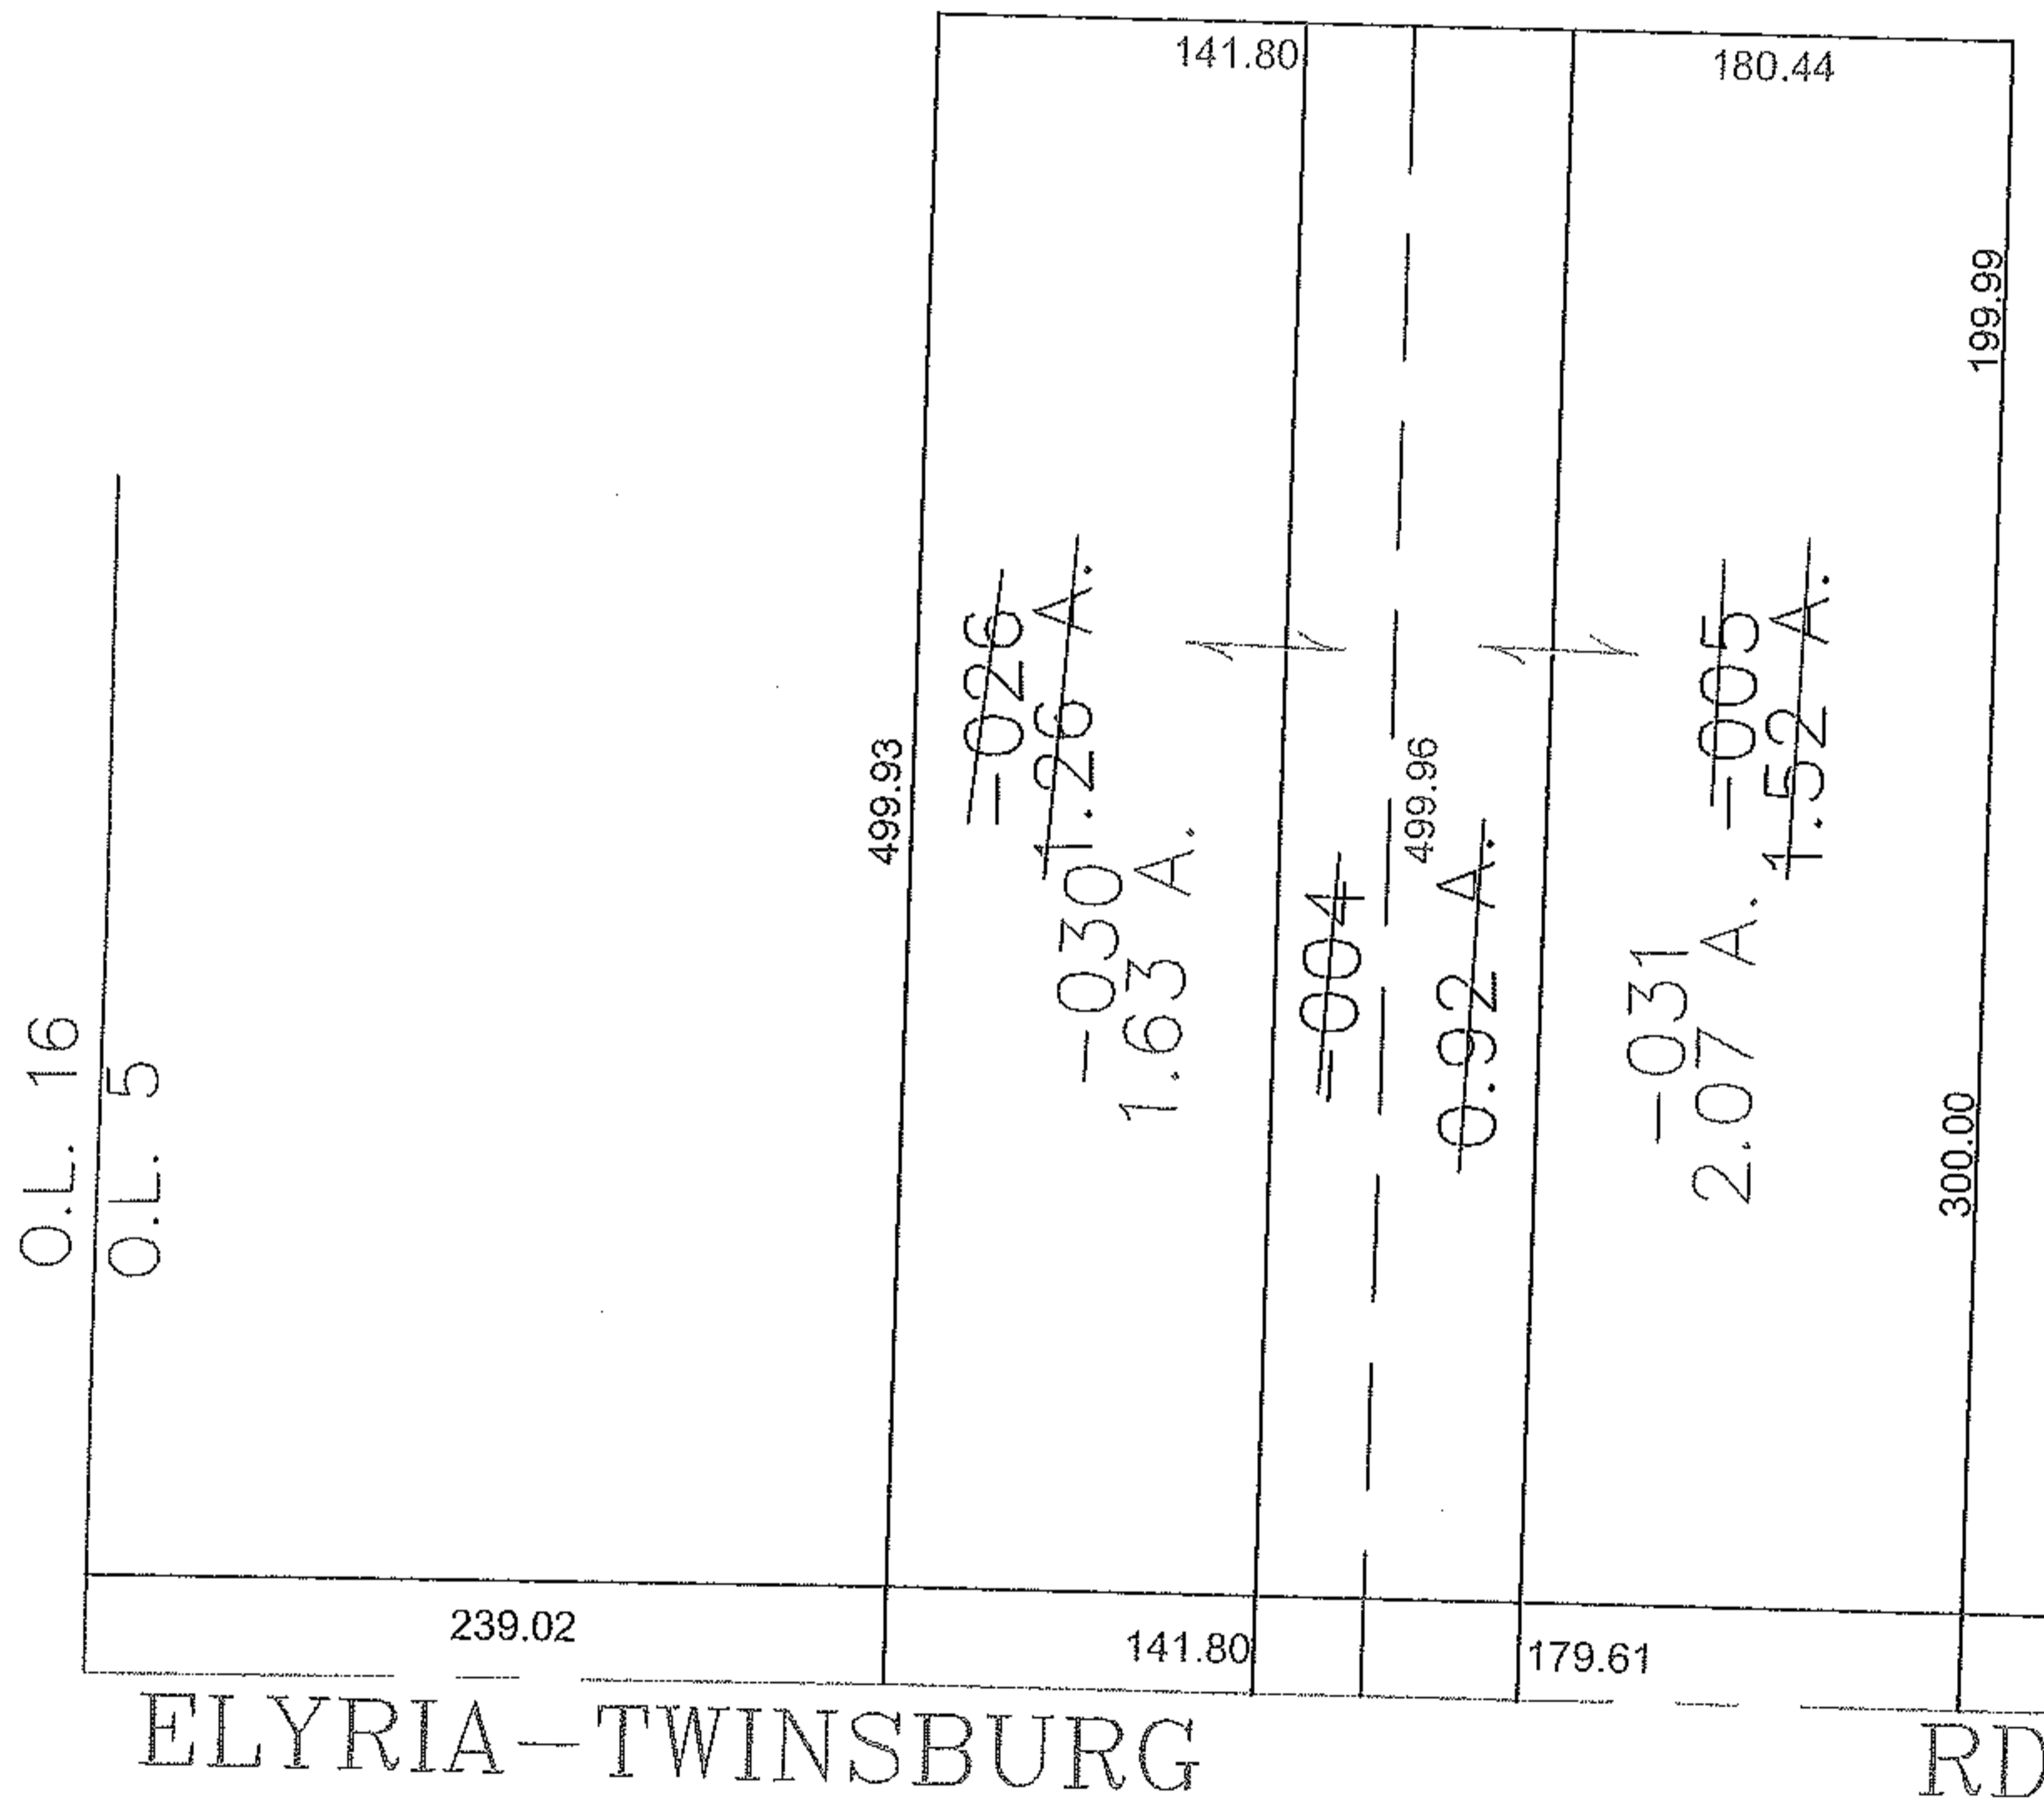 141.80
180.44
199.99
-026
1.26 A.
-005
1.52 A.
499.93
499.96
-030
1.63 A.
-004
0.92 A.
-031
2.07 A.
O.L. 16
O.L. 5
300.00
239.02
141.80
179.61
ELYRIA-TWINSBURG RD